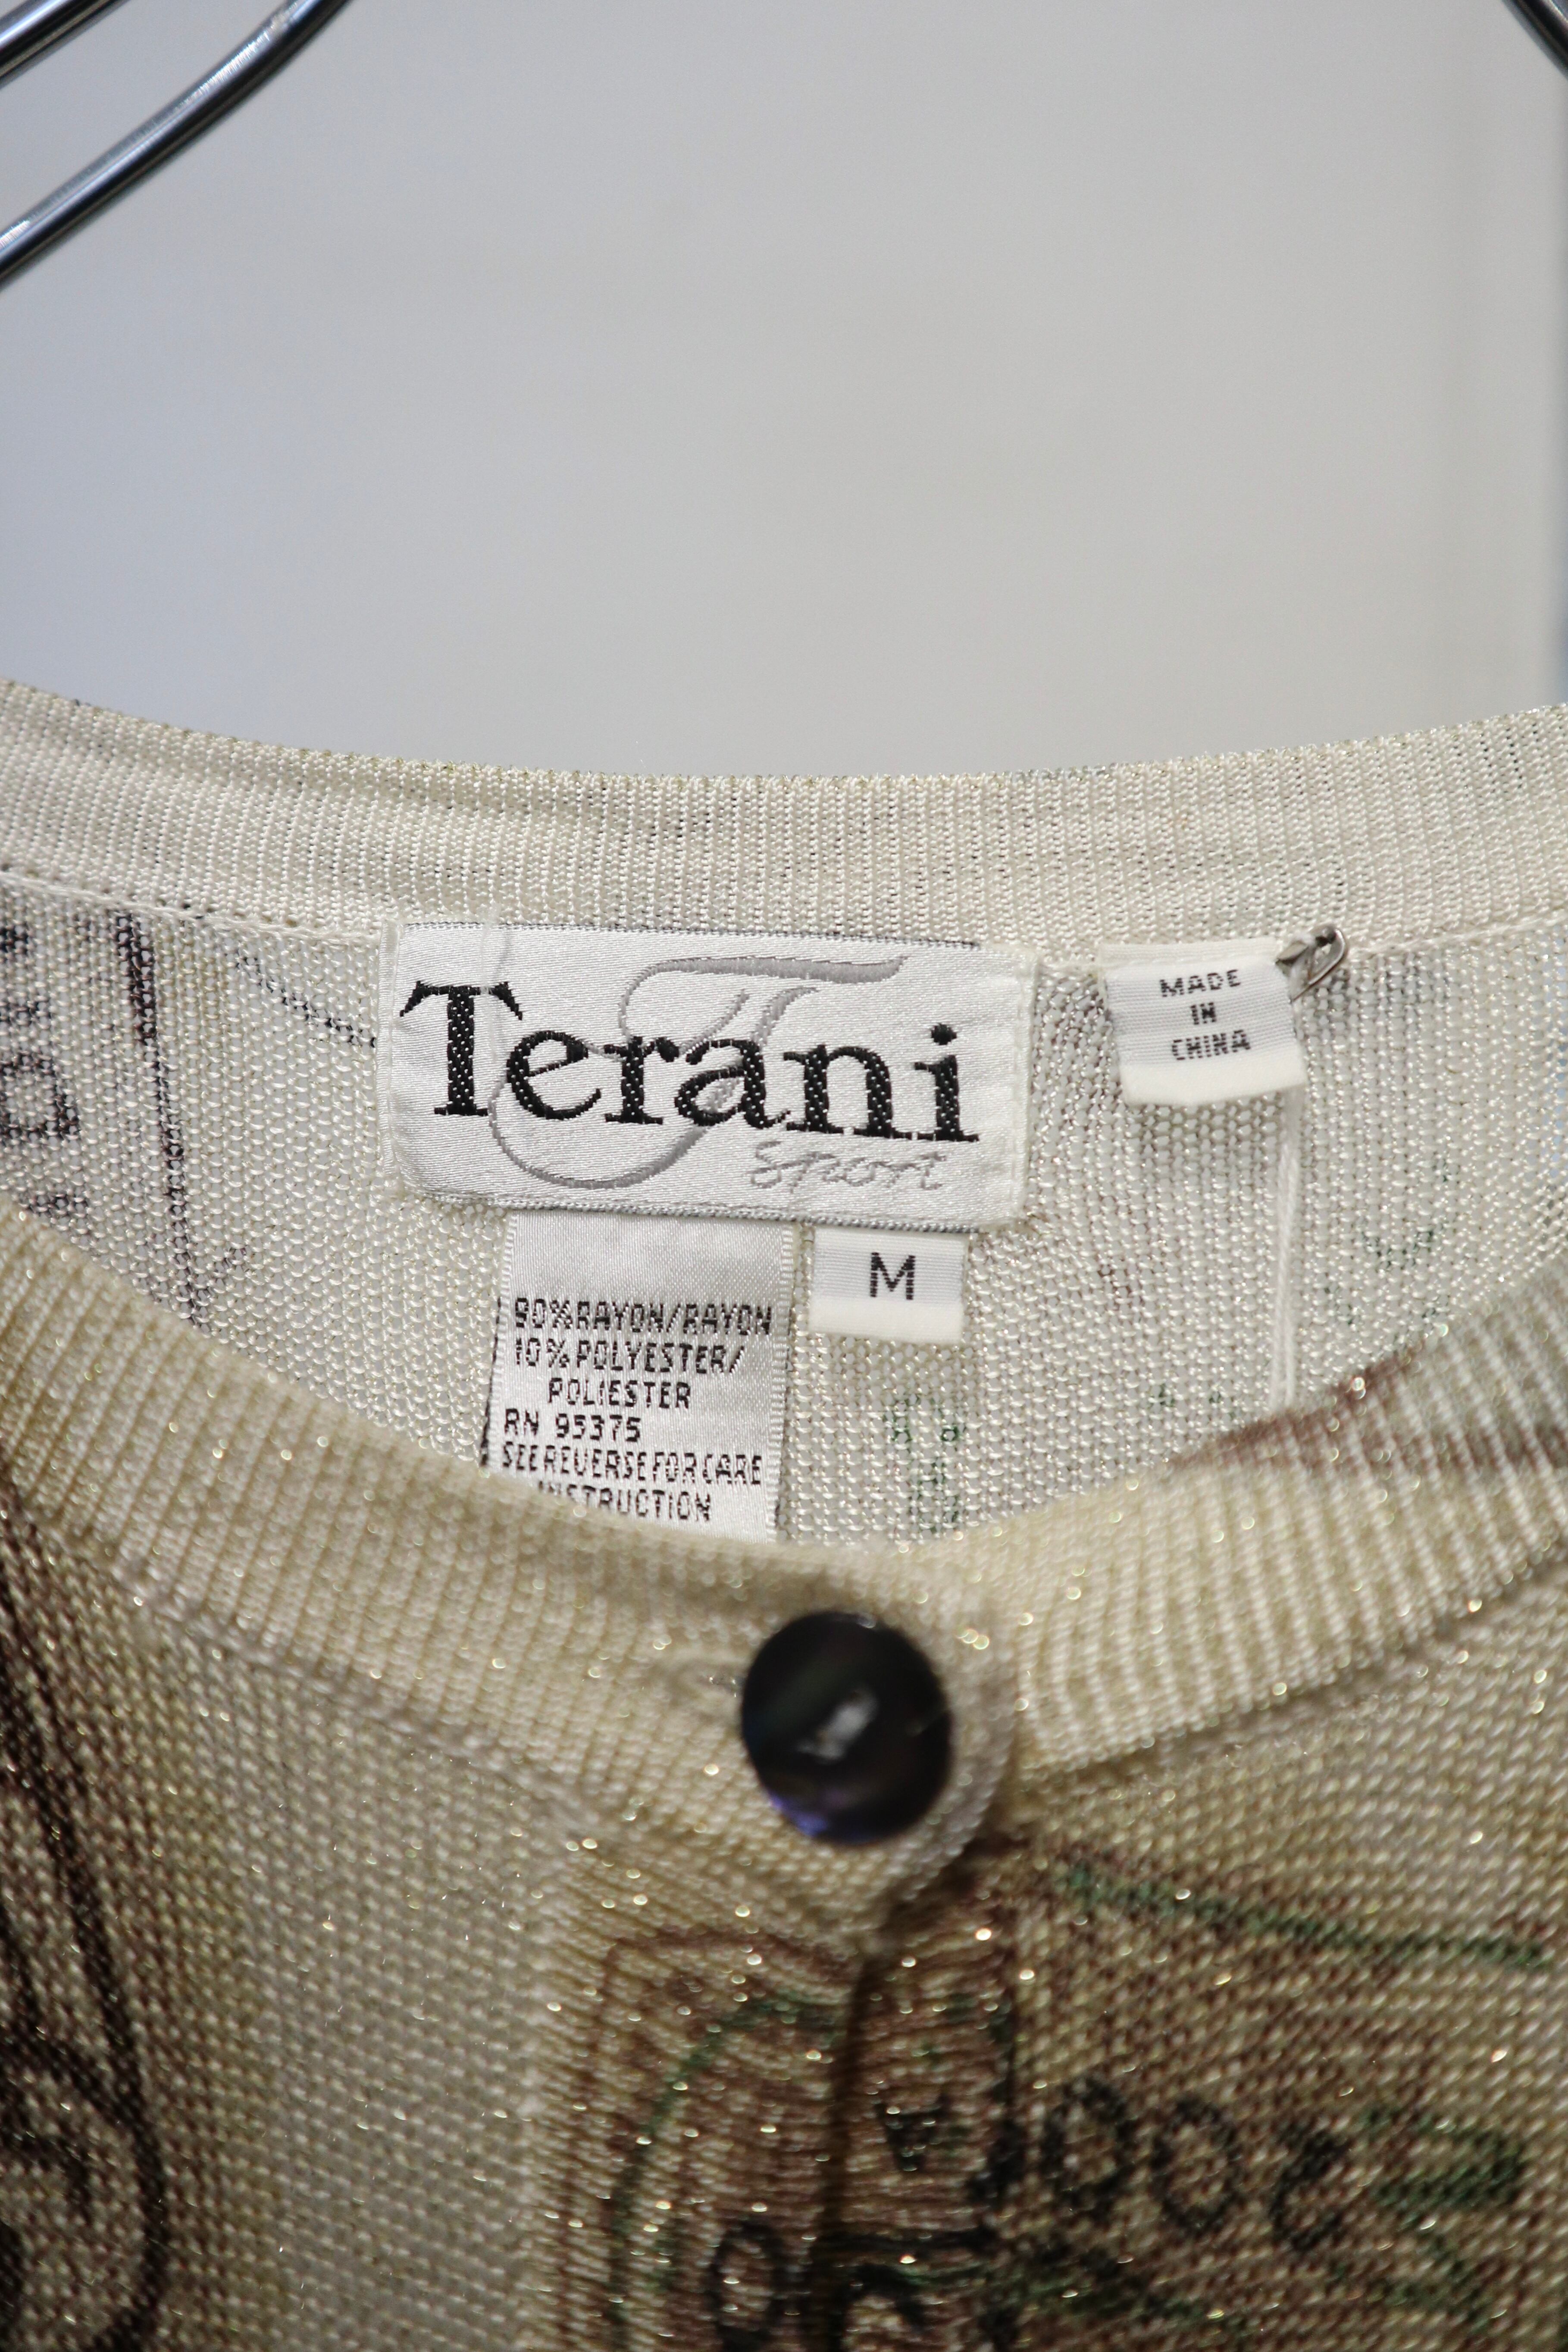 Terani
Sport
MADE
IN
CHINA
M
90% RAYON/RAYON
10% POLYESTER/
POLIESTER
RN 95375
SEE REVERSE FOR CARE
INSTRUCTION